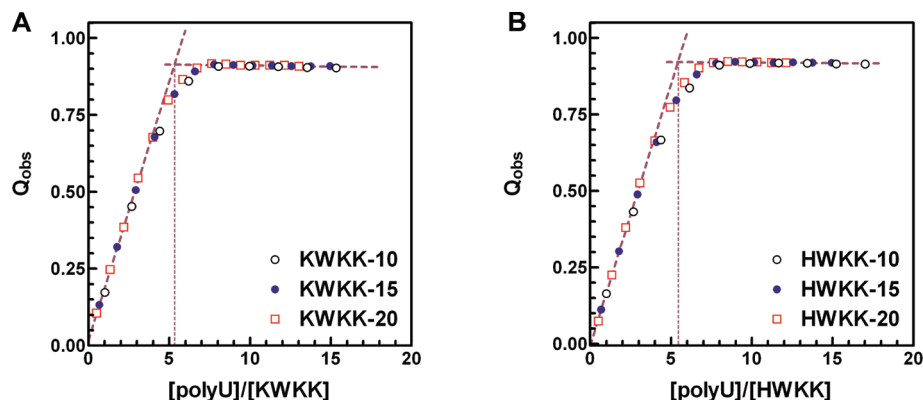 A
Qobs
1.00
0.75
0.50
0.25
0.00
0
5
10
15
20
[polyU]/[KWKK]
KWKK-10
KWKK-15
KWKK-20
B
Qobs
1.00
0.75
0.50
0.25
0.00
0
5
10
15
20
[polyU]/[HWKK]
HWKK-10
HWKK-15
HWKK-20